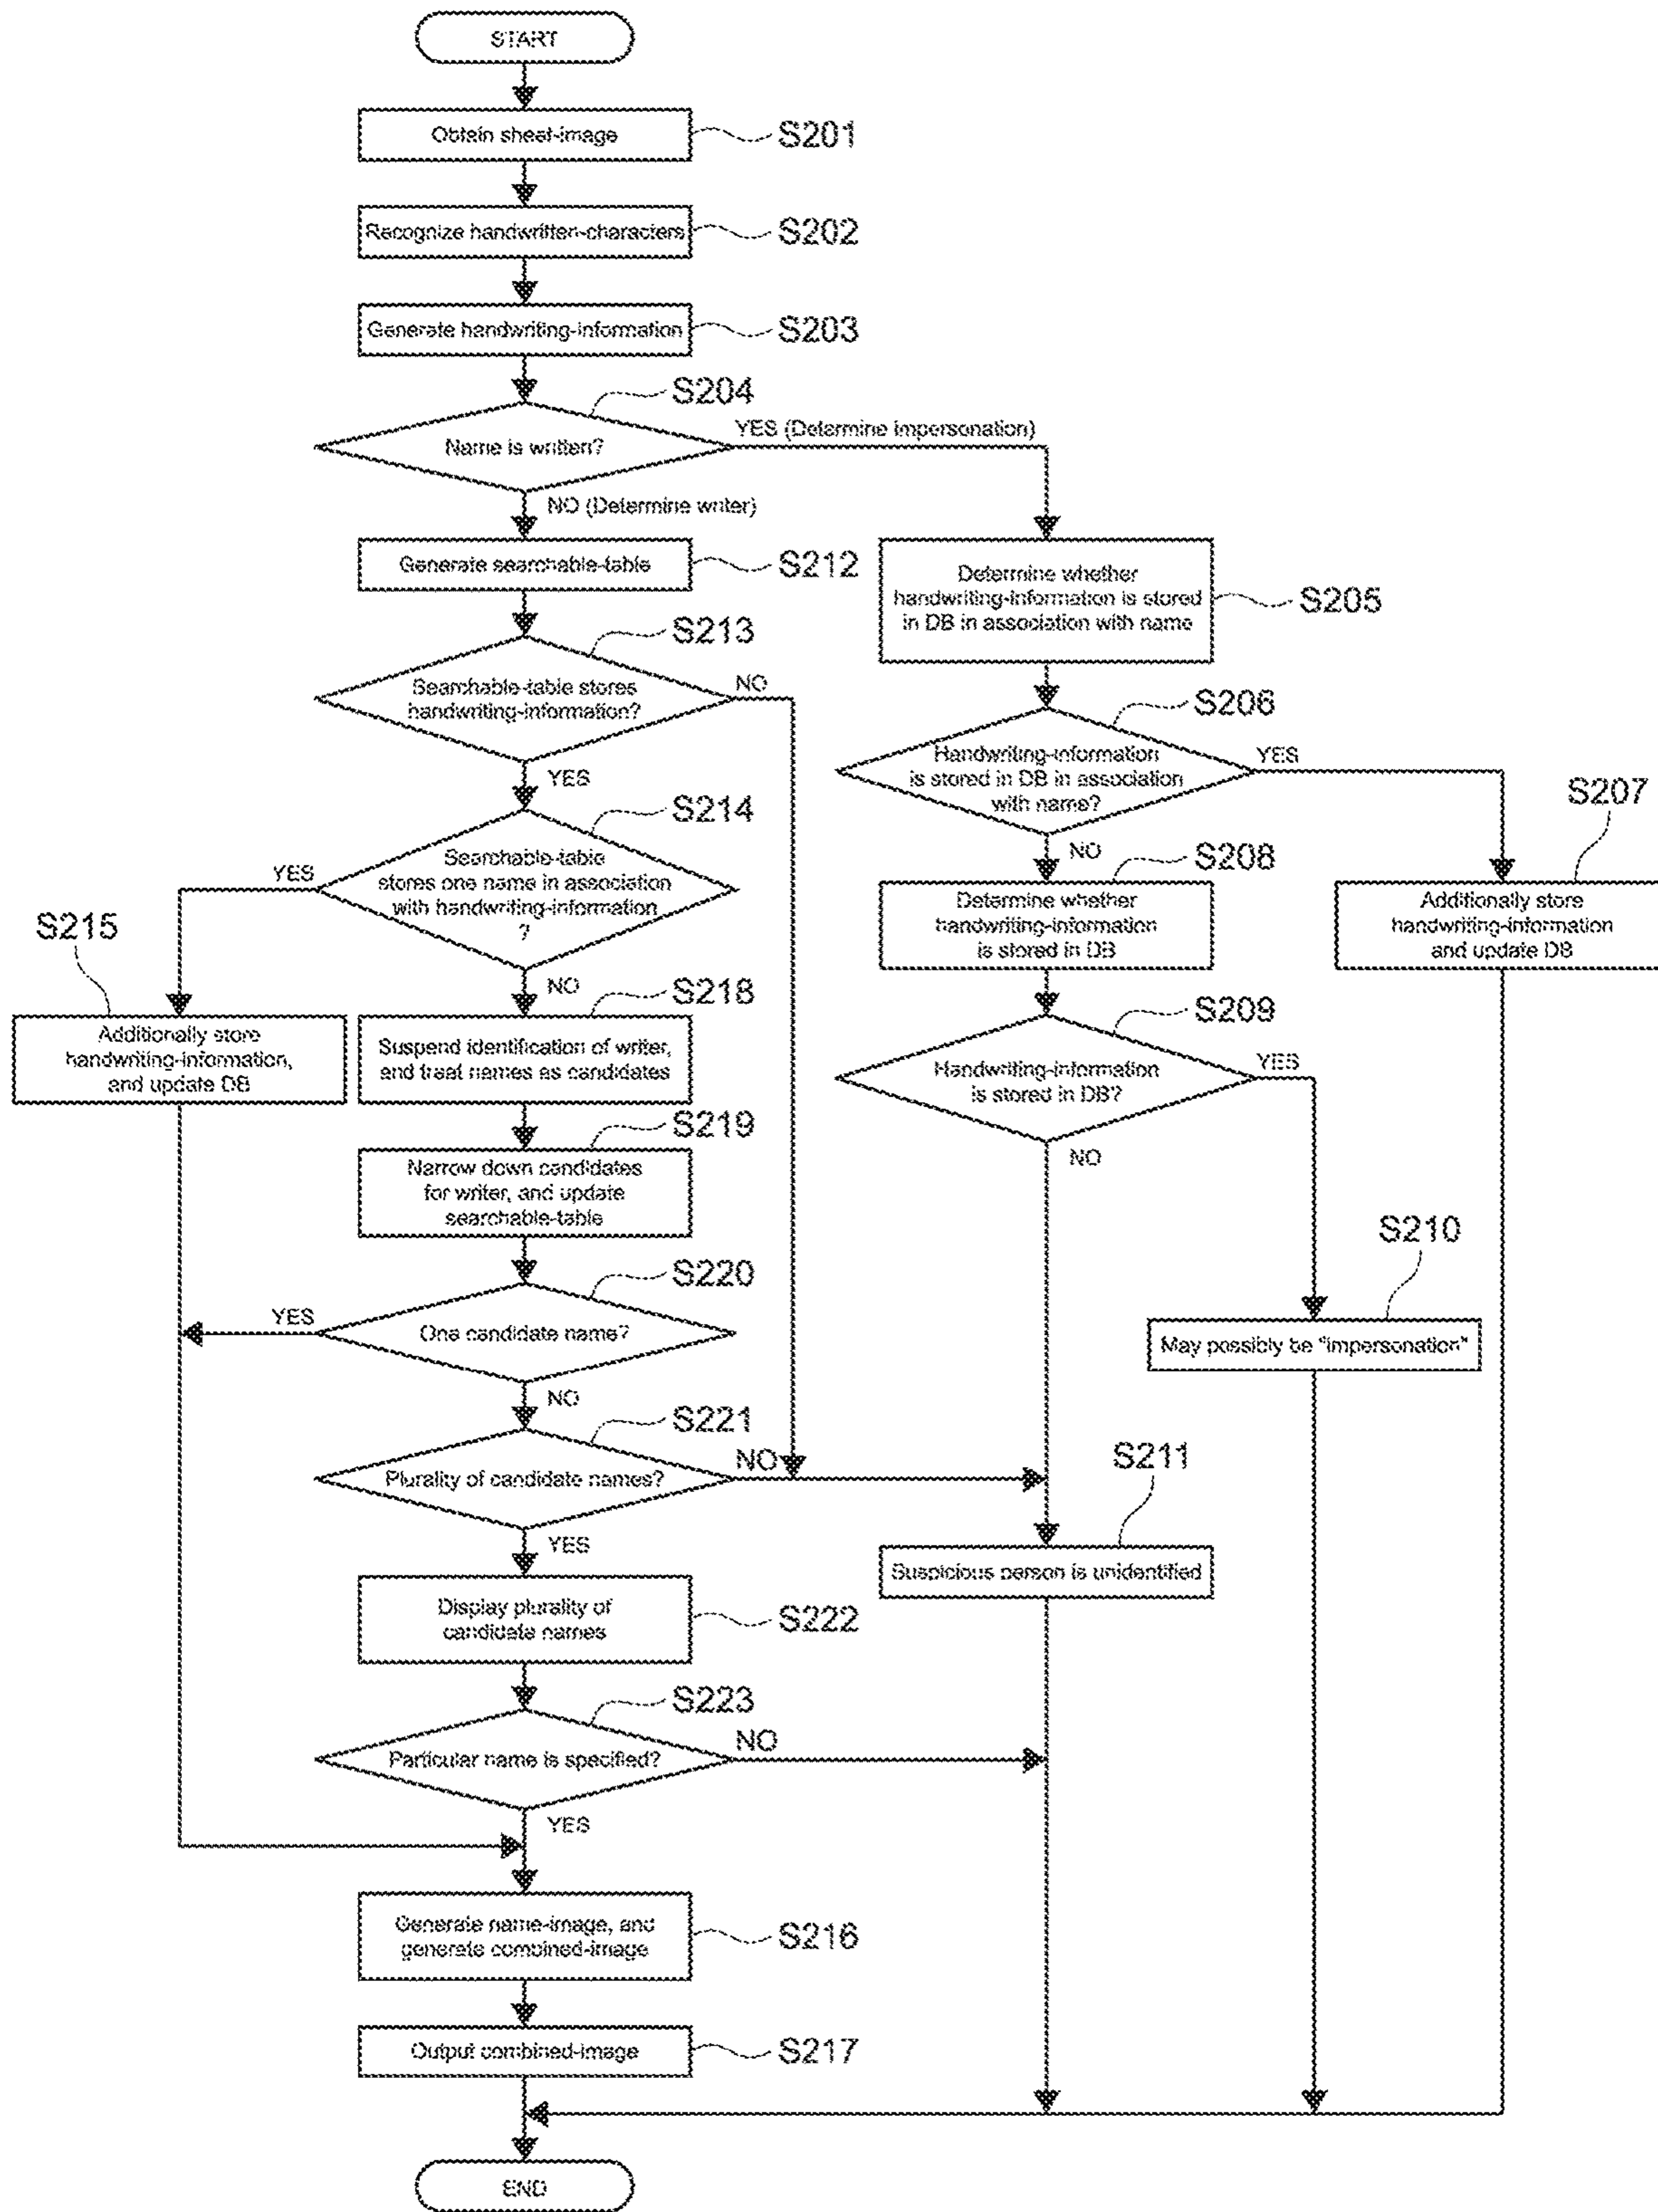 START
Obtain sheet-image
S201
Recognize handwritten-characters
S202
Generate handwriting-information
S203
S204
Name is written?
YES (Determine impersonation)
NO (Determine writer)
Generate searchable-table
S212
Determine whether
handwriting-information is stored
in DB in association with name
S205
S213
Searchable-table stores
handwriting-information?
NO
YES
S206
Handwriting-information
is stored in DB in association
with name?
YES
NO
S207
Additionally store
handwriting-information
and update DB
S214
Searchable-table
stores one name in association
with handwriting-information
?
YES
NO
S208
Determine whether
handwriting-information
is stored in DB
S215
Additionally store
handwriting-information,
and update DB
S218
Suspend identification of writer,
and treat names as candidates
S209
Handwriting-information
is stored in DB?
YES
NO
S219
Narrow down candidates
for writer, and update
searchable-table
S210
May possibly be "impersonation"
S220
One candidate name?
YES
NO
S221
Plurality of candidate names?
NO
YES
S211
Suspicious person is unidentified
Display plurality of
candidate names
S222
S223
Particular name is specified?
NO
YES
Generate name-image, and
generate combined-image
S216
Output combined-image
S217
END